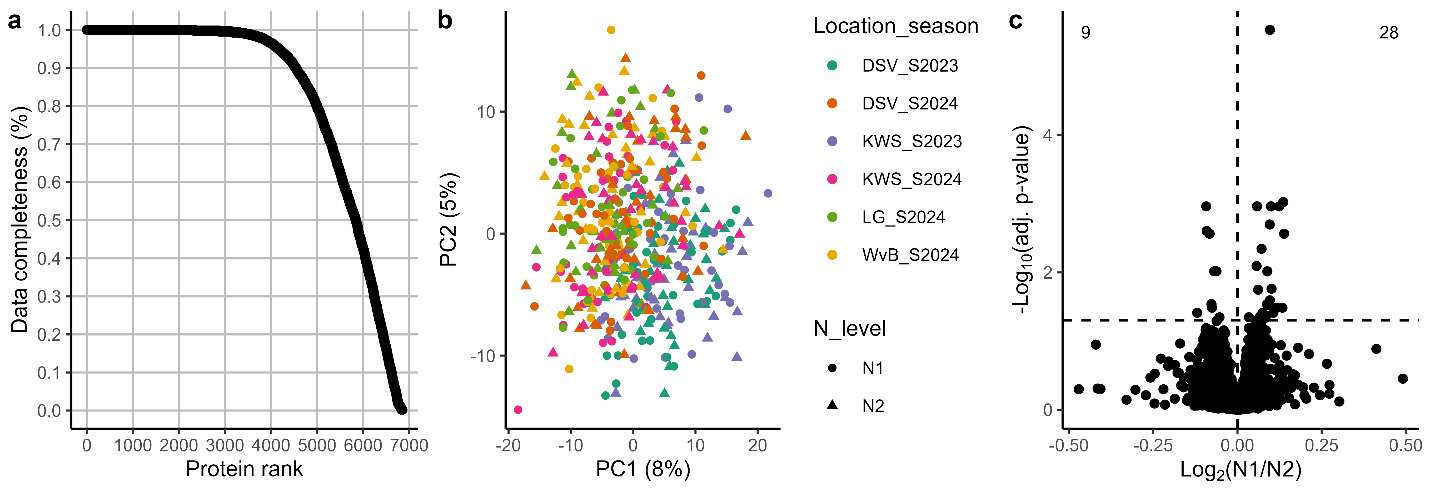 a
Data completeness (%)
1.0
0.9
0.8
0.7
0.6
0.5
0.4
0.3
0.2
0.1
0.0
0 1000 2000 3000 4000 5000 6000 7000
Protein rank
b
PC2 (5%)
10
0
-10
-20 -10 0 10 20
PC1 (8%)
Location_season
DSV_S2023
DSV_S2024
KWS_S2023
KWS_S2024
LG_S2024
WvB_S2024
N_level
N1
N2
c
9 28
-Log10(adj. p-value)
4
2
0
-0.50 -0.25 0.00 0.25 0.50
Log2(N1/N2)